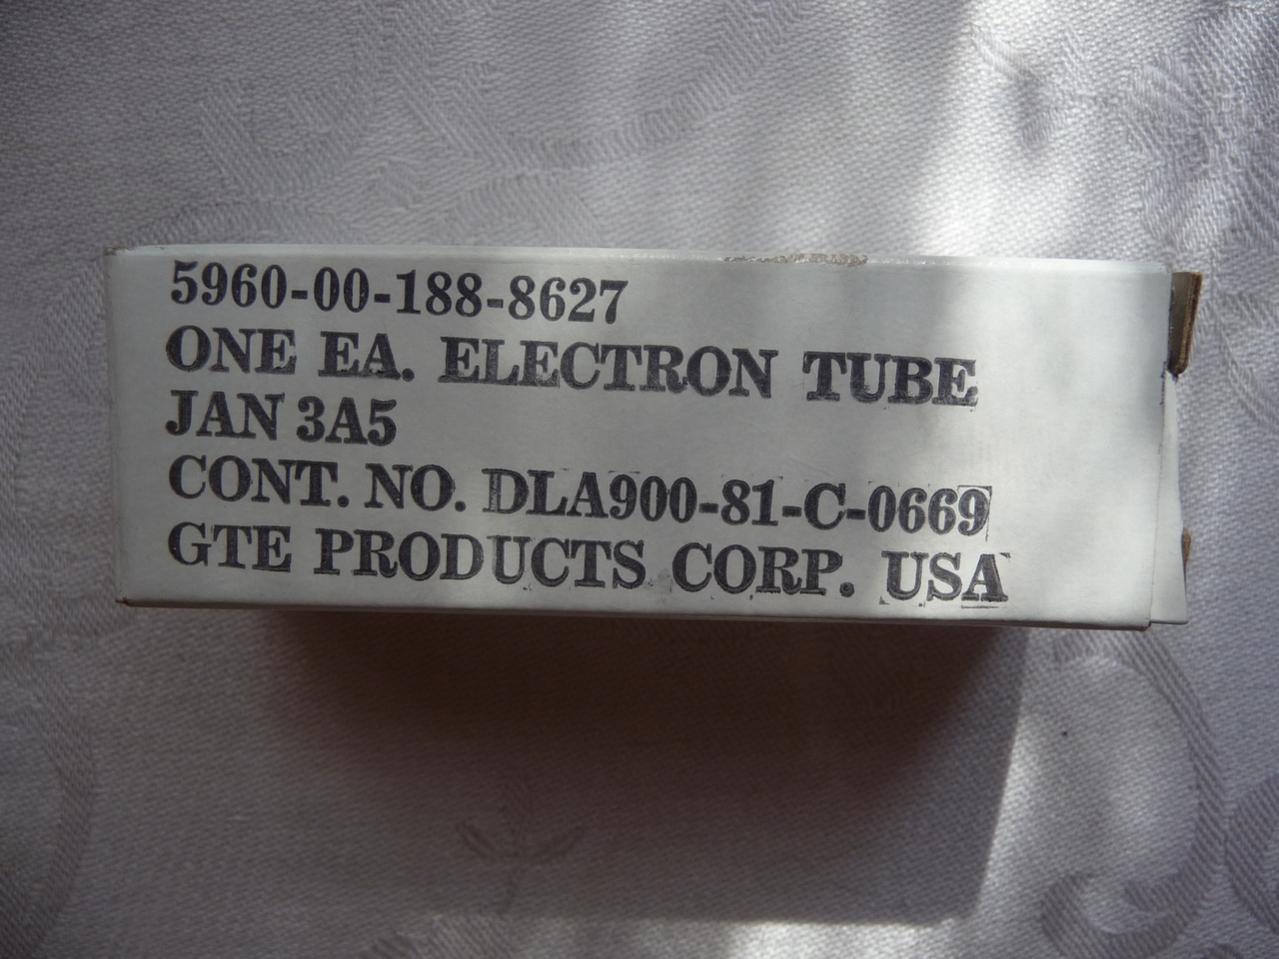 5960-00-188-8627
ONE EA. ELECTRON TUBE
JAN 3A5
CONT. NO. DLA900-81-C-0669
GTE PRODUCTS CORP. USA